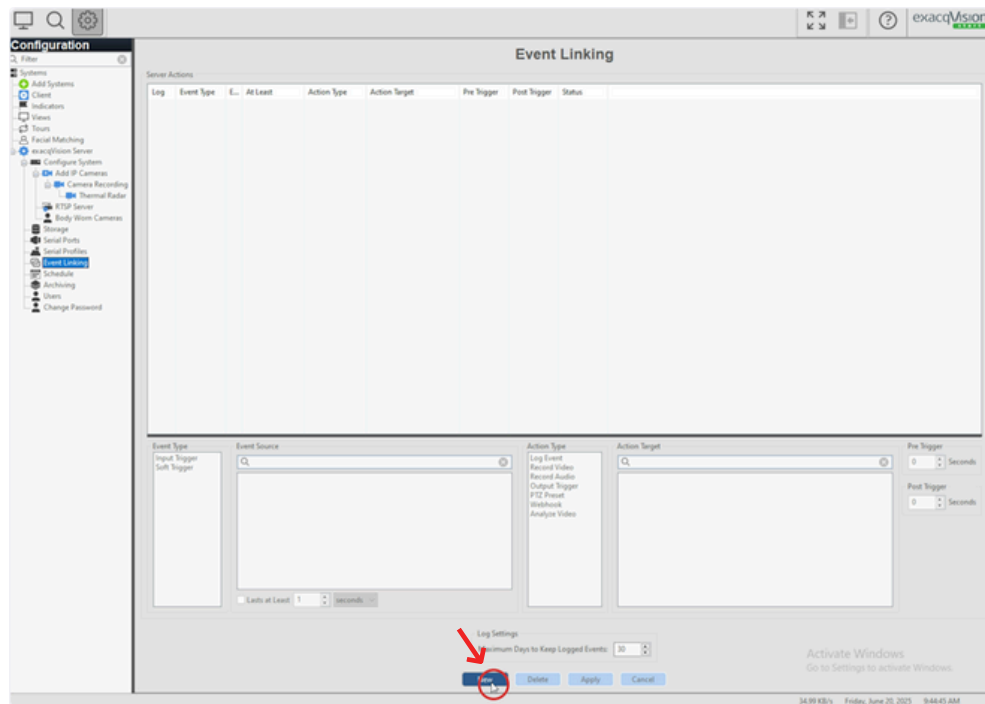 exacqVision
START
Configuration
Event Linking
Filter
Systems
Add Systems
Client
Indicators
Views
Tours
Facial Matching
exacqVision Server
Configure System
Add IP Cameras
Camera Recording
Thermal Radar
RTSP Server
Body Worn Cameras
Storage
Serial Ports
Serial Profiles
Event Linking
Schedule
Archiving
Users
Change Password
Server Actions
Log Event Type E... At Least Action Type Action Target Pre Trigger Post Trigger Status
Event Type Event Source Action Type Action Target Pre Trigger
Input Trigger
Soft Trigger
Log Event
Record Video
Record Audio
Output Trigger
PTZ Preset
Webhook
Analyze Video
0 Seconds
Post Trigger
0 Seconds
Lasts at Least 1 seconds
Log Settings
Maximum Days to Keep Logged Events: 30
New Delete Apply Cancel
Activate Windows
Go to Settings to activate Windows.
34.99 KB/s Friday, June 20, 2025 9:44:45 AM